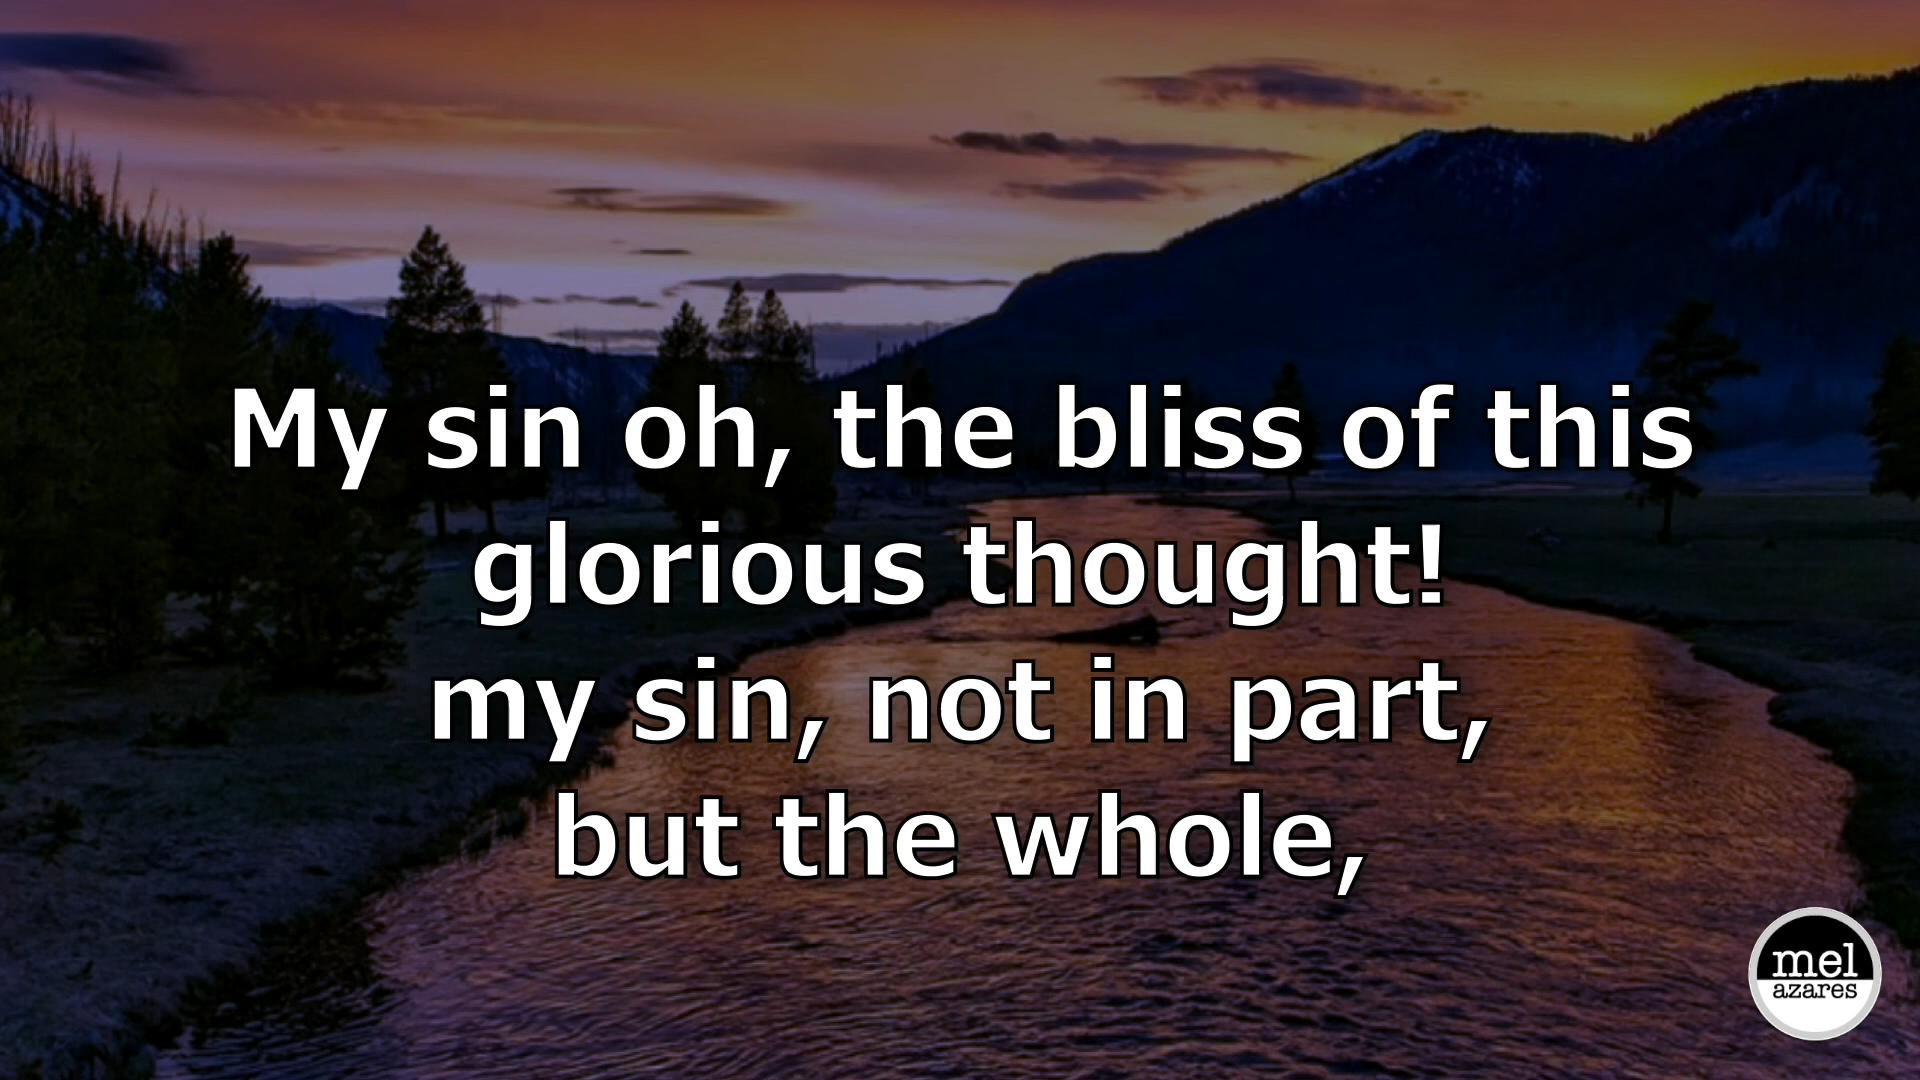 My sin oh, the bliss of this
glorious thought!
my sin, not in part,
but the whole,
mel
azares